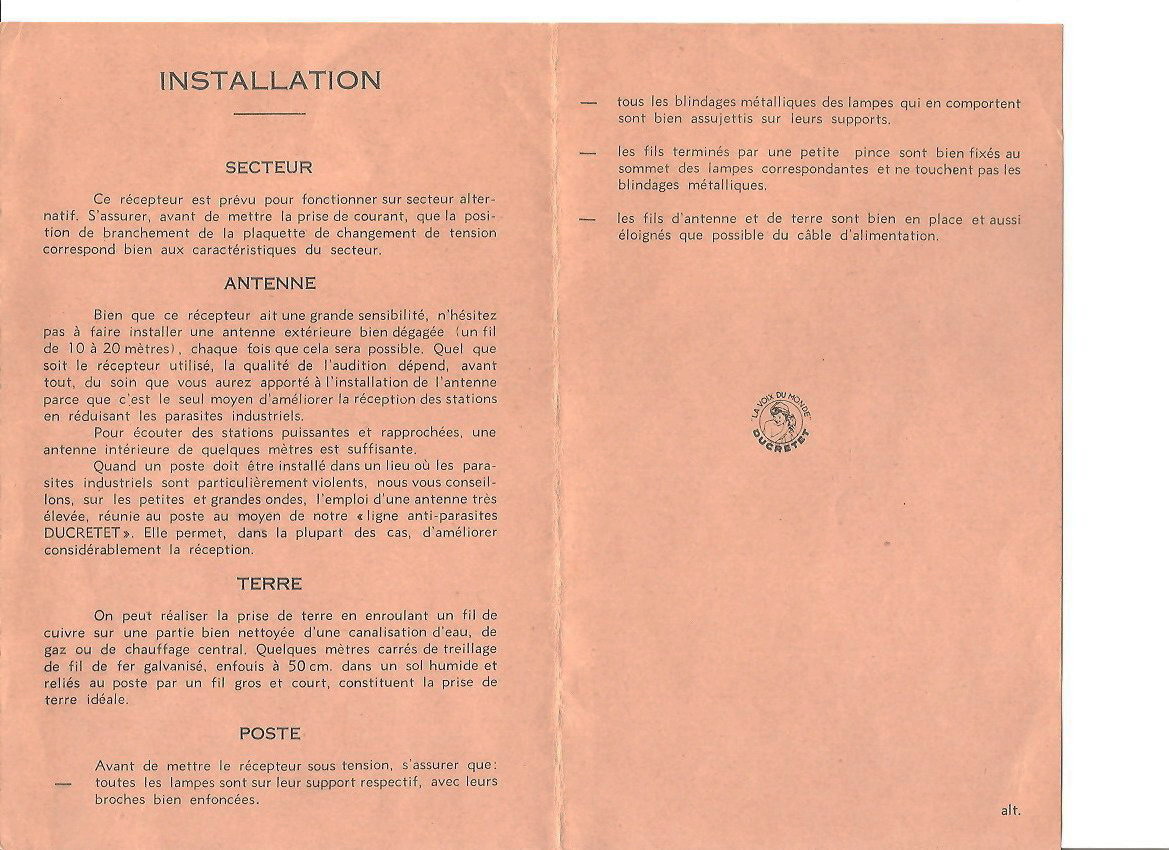 INSTALLATION
SECTEUR
Ce récepteur est prévu pour fonctionner sur secteur alter-
natif. S'assurer, avant de mettre la prise de courant, que la posi-
tion de branchement de la plaquette de changement de tension
correspond bien aux caractéristiques du secteur.
ANTENNE
Bien que ce récepteur ait une grande sensibilité, n'hésitez
pas à faire installer une antenne extérieure bien dégagée (un fil
de 10 à 20 mètres), chaque fois que cela sera possible. Quel que
soit le récepteur utilisé, la qualité de l'audition dépend, avant
tout, du soin que vous aurez apporté à l'installation de l'antenne
parce que c'est le seul moyen d'améliorer la réception des stations
en réduisant les parasites industriels.
Pour écouter des stations puissantes et rapprochées, une
antenne intérieure de quelques mètres est suffisante.
Quand un poste doit être installé dans un lieu où les para-
sites industriels sont particulièrement violents, nous vous conseil-
lons, sur les petites et grandes ondes, l'emploi d'une antenne très
élevée, réunie au poste au moyen de notre « ligne anti-parasites
DUCRETET ». Elle permet, dans la plupart des cas, d'améliorer
considérablement la réception.
TERRE
On peut réaliser la prise de terre en enroulant un fil de
cuivre sur une partie bien nettoyée d'une canalisation d'eau, de
gaz ou de chauffage central. Quelques mètres carrés de treillage
de fil de fer galvanisé, enfouis à 50 cm. dans un sol humide et
reliés au poste par un fil gros et court, constituent la prise de
terre idéale.
POSTE
Avant de mettre le récepteur sous tension, s'assurer que:
— toutes les lampes sont sur leur support respectif, avec leurs
broches bien enfoncées.
— tous les blindages métalliques des lampes qui en comportent
sont bien assujettis sur leurs supports.
— les fils terminés par une petite pince sont bien fixés au
sommet des lampes correspondantes et ne touchent pas les
blindages métalliques.
— les fils d'antenne et de terre sont bien en place et aussi
éloignés que possible du câble d'alimentation.
LA VOIX DU MONDE
DUCRETET
alt.